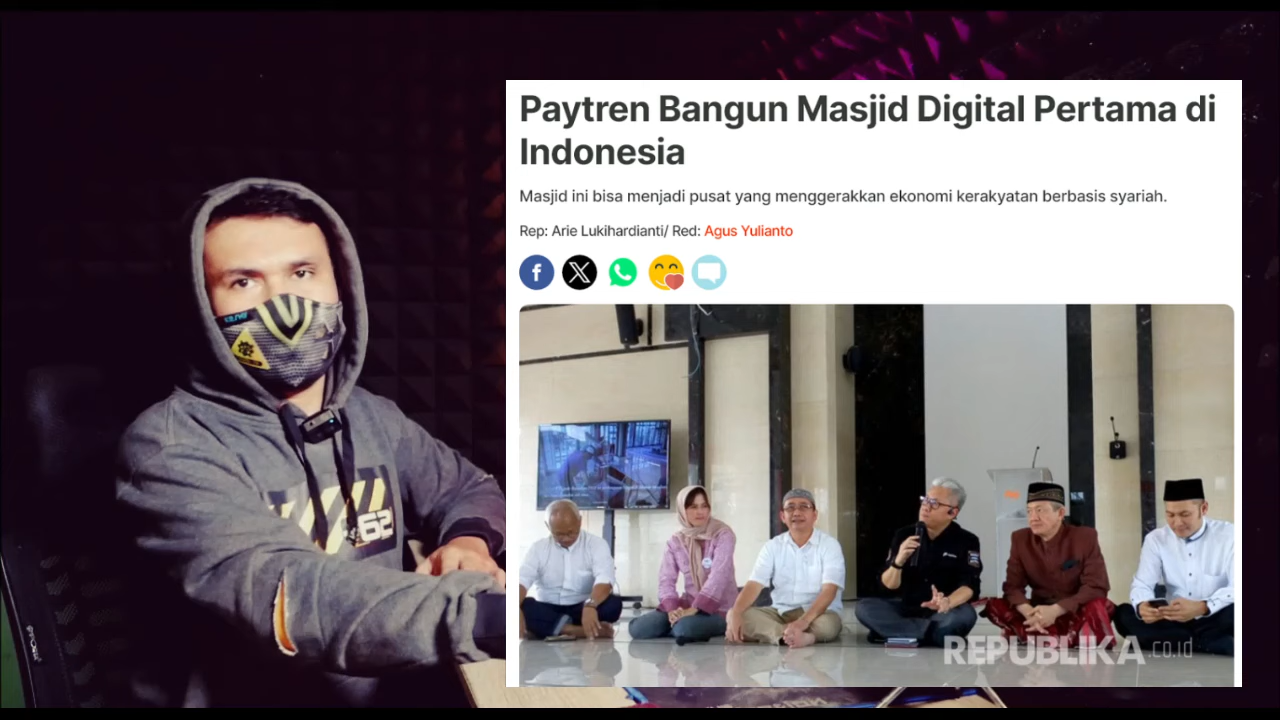 Paytren Bangun Masjid Digital Pertama di
Indonesia
Masjid ini bisa menjadi pusat yang menggerakkan ekonomi kerakyatan berbasis syariah.
Rep: Arie Lukihardianti/ Red: Agus Yulianto
REPUBLIKA.co.id
62